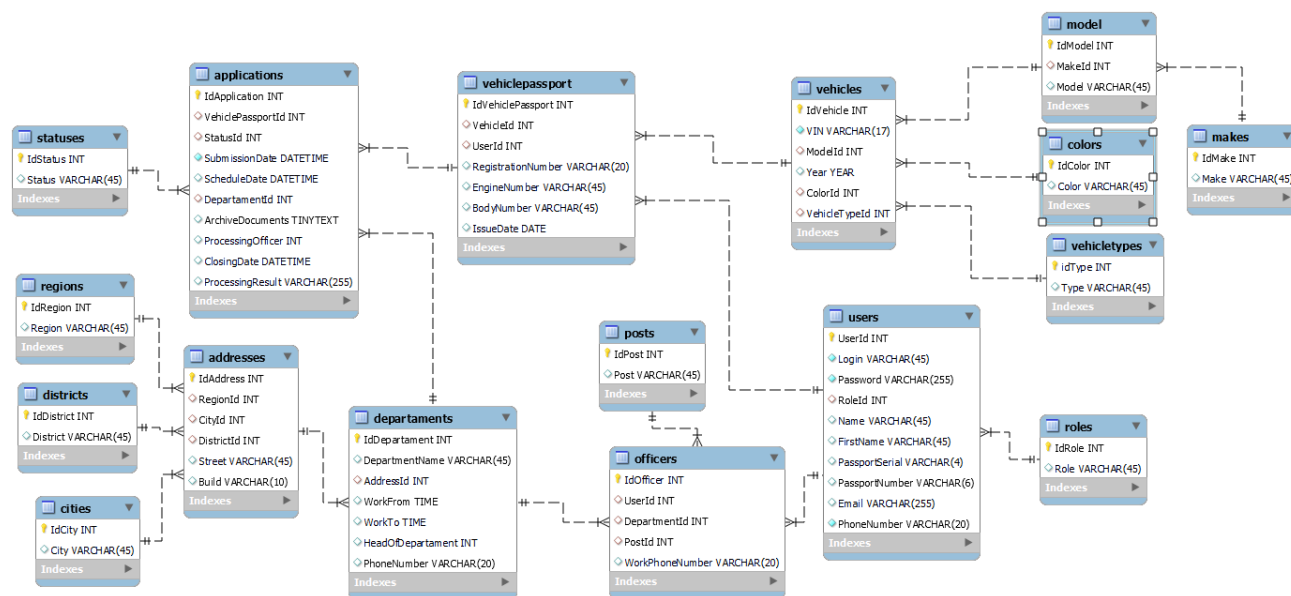 statuses
IdStatus INT
Status VARCHAR(45)
Indexes
applications
IdApplication INT
VehiclePassportId INT
StatusId INT
SubmissionDate DATETIME
ScheduleDate DATETIME
DepartamentId INT
ArchiveDocuments TINYTEXT
ProcessingOfficer INT
ClosingDate DATETIME
ProcessingResult VARCHAR(255)
Indexes
vehiclepassport
IdVehiclePassport INT
VehicleId INT
UserId INT
RegistrationNumber VARCHAR(20)
EngineNumber VARCHAR(45)
BodyNumber VARCHAR(45)
IssueDate DATE
Indexes
vehicles
IdVehicle INT
VIN VARCHAR(17)
ModelId INT
Year YEAR
ColorId INT
VehicleTypeId INT
Indexes
model
IdModel INT
MakeId INT
Model VARCHAR(45)
Indexes
colors
IdColor INT
Color VARCHAR(45)
Indexes
makes
IdMake INT
Make VARCHAR(45)
Indexes
vehicletypes
idType INT
Type VARCHAR(45)
Indexes
regions
IdRegion INT
Region VARCHAR(45)
Indexes
districts
IdDistrict INT
District VARCHAR(45)
Indexes
cities
IdCity INT
City VARCHAR(45)
Indexes
addresses
IdAddress INT
RegionId INT
CityId INT
DistrictId INT
Street VARCHAR(45)
Build VARCHAR(10)
Indexes
departaments
IdDepartament INT
DepartmentName VARCHAR(45)
AddressId INT
WorkFrom TIME
WorkTo TIME
HeadOfDepartament INT
PhoneNumber VARCHAR(20)
Indexes
posts
IdPost INT
Post VARCHAR(45)
Indexes
officers
IdOfficer INT
UserId INT
DepartmentId INT
PostId INT
WorkPhoneNumber VARCHAR(20)
Indexes
users
UserId INT
Login VARCHAR(45)
Password VARCHAR(255)
RoleId INT
Name VARCHAR(45)
FirstName VARCHAR(45)
PassportSerial VARCHAR(4)
PassportNumber VARCHAR(6)
Email VARCHAR(255)
PhoneNumber VARCHAR(20)
Indexes
roles
IdRole INT
Role VARCHAR(45)
Indexes